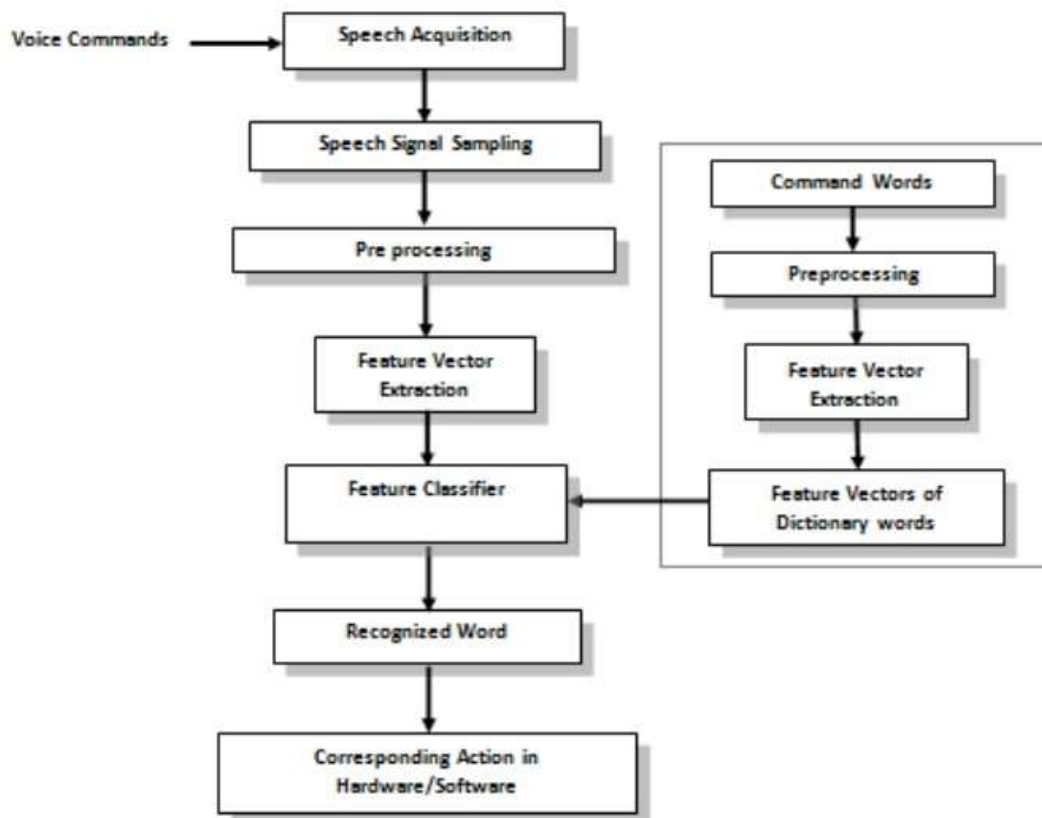 Voice Commands
Speech Acquisition
Speech Signal Sampling
Pre processing
Feature Vector
Extraction
Feature Classifier
Recognized Word
Corresponding Action in
Hardware/Software
Command Words
Preprocessing
Feature Vector
Extraction
Feature Vectors of
Dictionary words